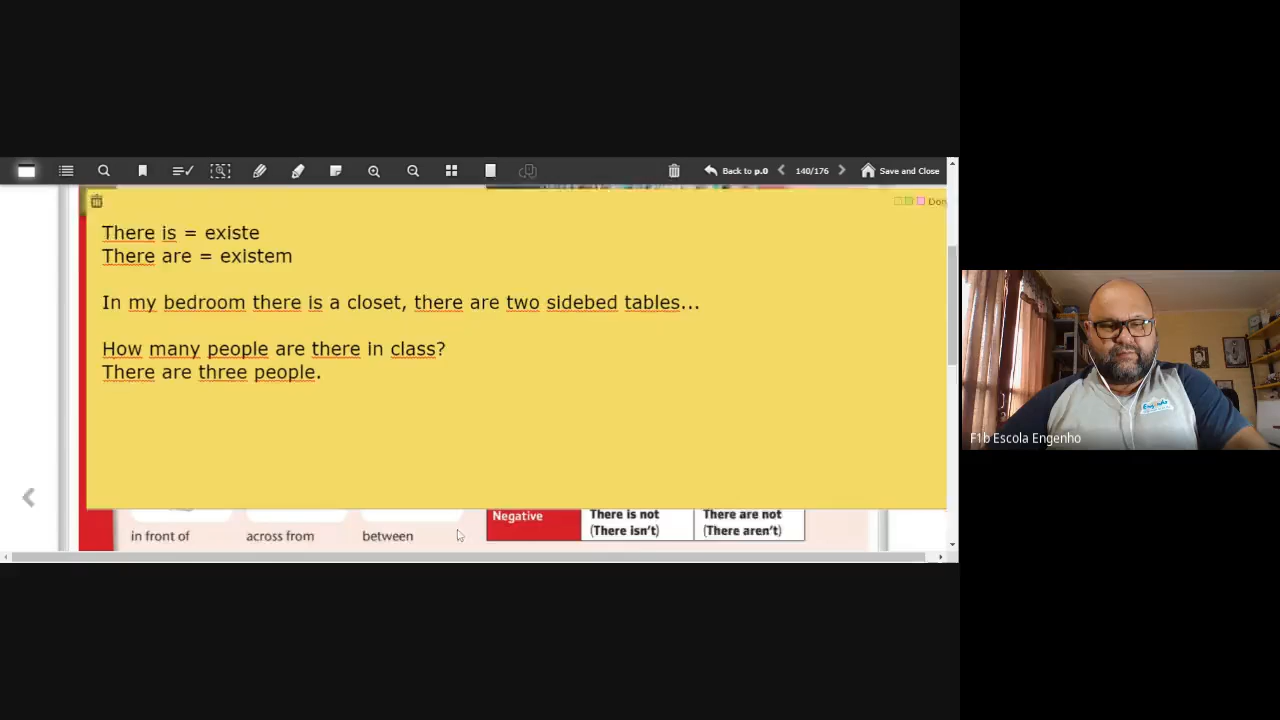 Back to p.0
140/176
Save and Close
Don
There is = existe
There are = existem
In my bedroom there is a closet, there are two sidebed tables...
How many people are there in class?
There are three people.
Negative
There is not
(There isn't)
There are not
(There aren't)
in front of
across from
between
F1b Escola Engenho